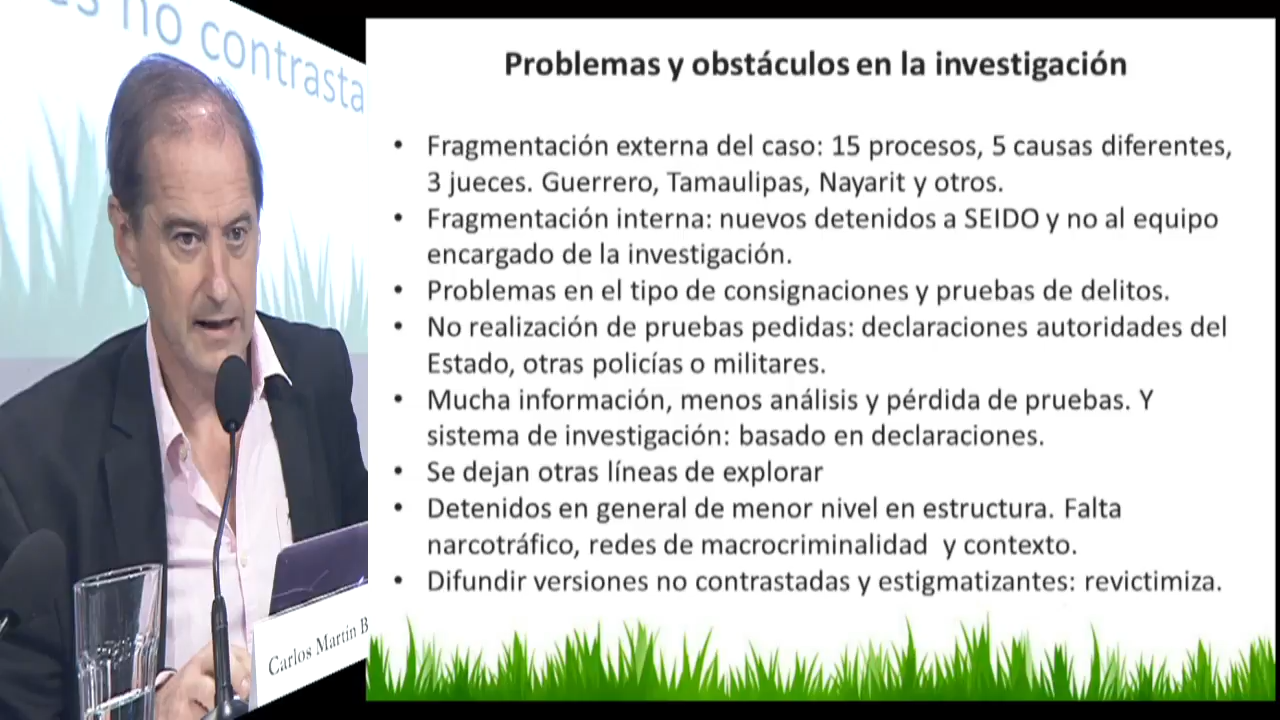 no contrasta
Carlos Martin B
Problemas y obstáculos en la investigación
• Fragmentación externa del caso: 15 procesos, 5 causas diferentes,
3 jueces. Guerrero, Tamaulipas, Nayarit y otros.
• Fragmentación interna: nuevos detenidos a SEIDO y no al equipo
encargado de la investigación.
• Problemas en el tipo de consignaciones y pruebas de delitos.
• No realización de pruebas pedidas: declaraciones autoridades del
Estado, otras policías o militares.
• Mucha información, menos análisis y pérdida de pruebas. Y
sistema de investigación: basado en declaraciones.
• Se dejan otras líneas de explorar
• Detenidos en general de menor nivel en estructura. Falta
narcotráfico, redes de macrocriminalidad y contexto.
• Difundir versiones no contrastadas y estigmatizantes: revictimiza.